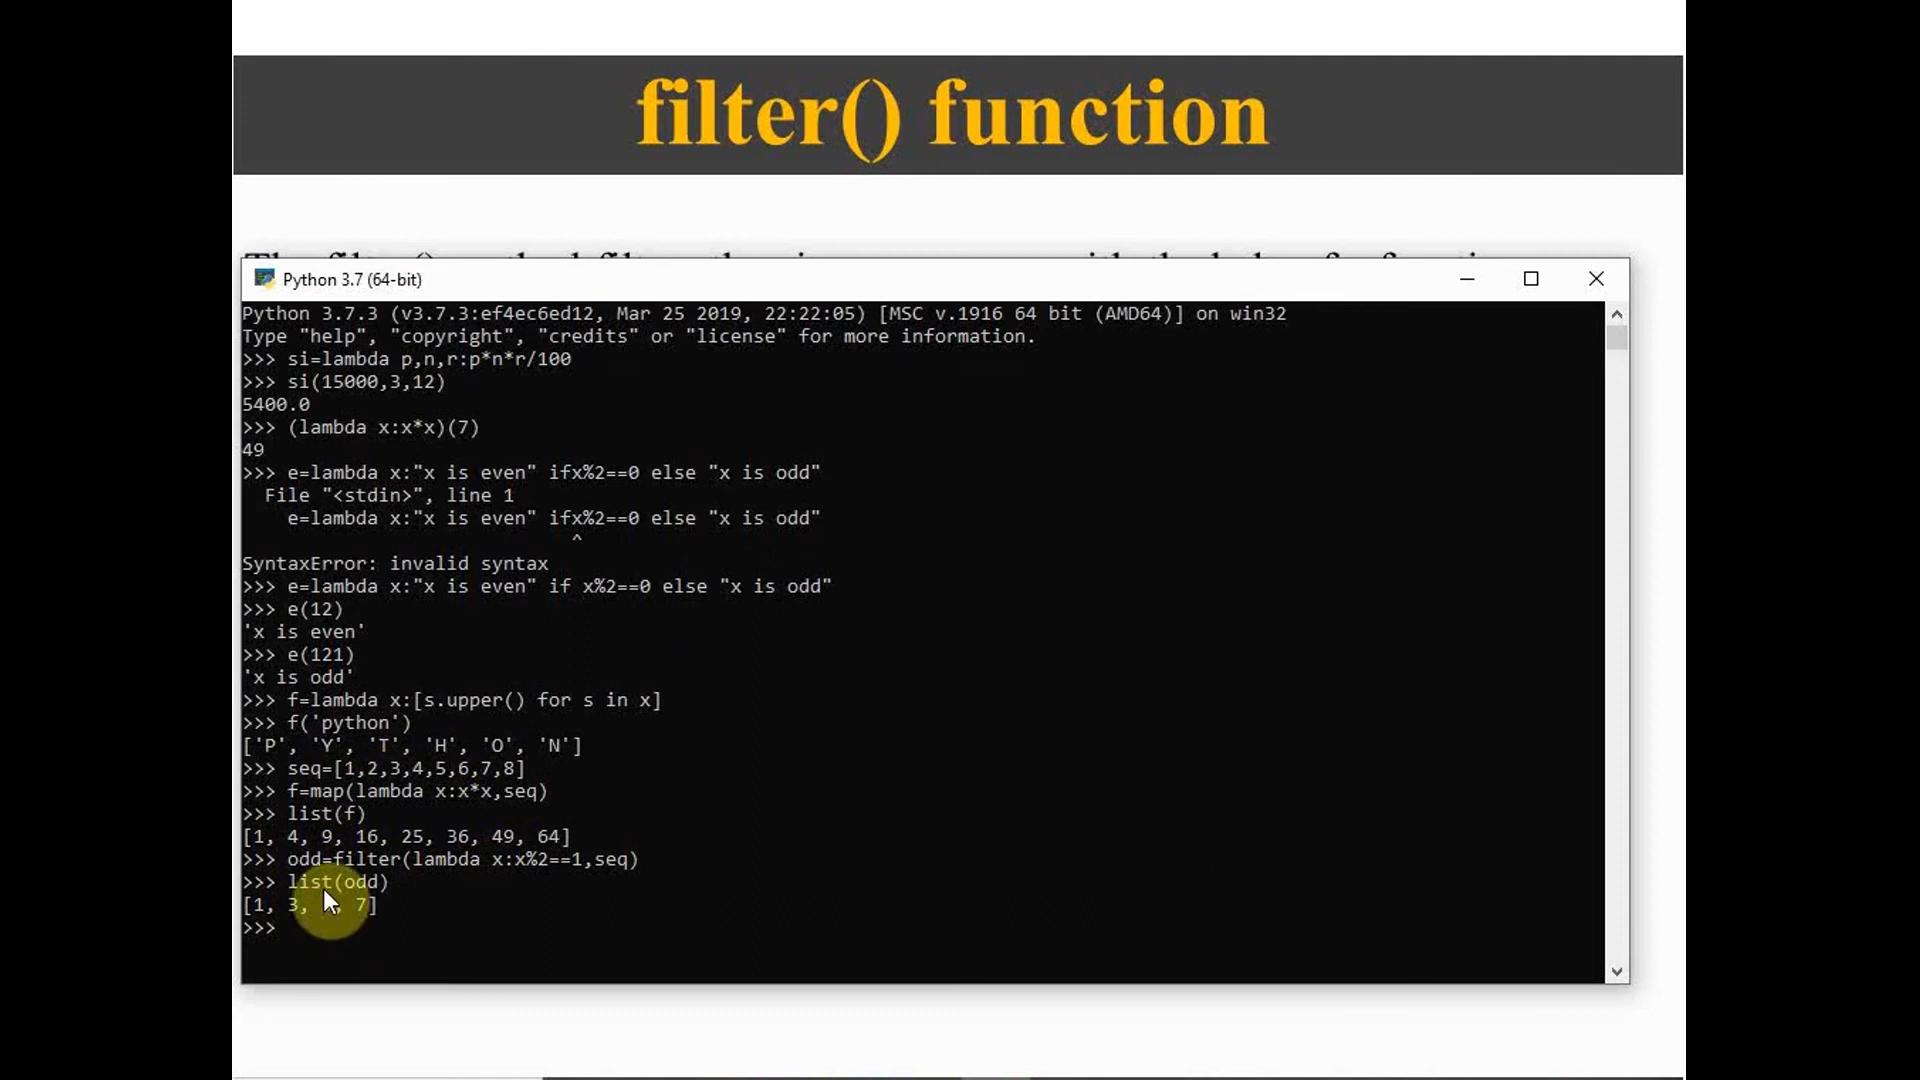 filter() function
Python 3.7 (64-bit)
Python 3.7.3 (v3.7.3:ef4ec6ed12, Mar 25 2019, 22:22:05) [MSC v.1916 64 bit (AMD64)] on win32
Type "help", "copyright", "credits" or "license" for more information.
>>> si=lambda p,n,r:p*n*r/100
>>> si(15000,3,12)
5400.0
>>> (lambda x:x*x)(7)
49
>>> e=lambda x:"x is even" ifx%2==0 else "x is odd"
  File "<stdin>", line 1
    e=lambda x:"x is even" ifx%2==0 else "x is odd"
                             ^
SyntaxError: invalid syntax
>>> e=lambda x:"x is even" if x%2==0 else "x is odd"
>>> e(12)
'x is even'
>>> e(121)
'x is odd'
>>> f=lambda x:[s.upper() for s in x]
>>> f('python')
['P', 'Y', 'T', 'H', 'O', 'N']
>>> seq=[1,2,3,4,5,6,7,8]
>>> f=map(lambda x:x*x,seq)
>>> list(f)
[1, 4, 9, 16, 25, 36, 49, 64]
>>> odd=filter(lambda x:x%2==1,seq)
>>> list(odd)
[1, 3, 7]
>>>